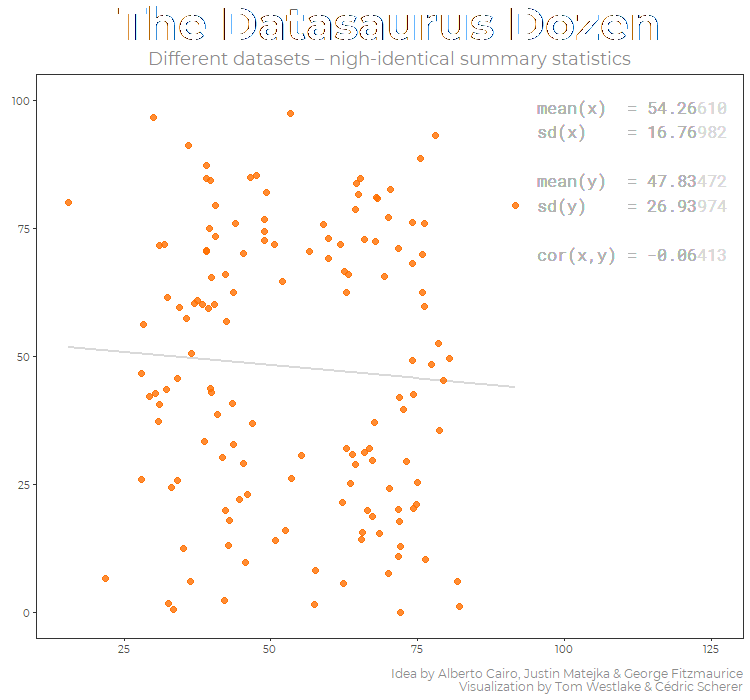 The Datasaurus Dozen
Different datasets – nigh-identical summary statistics
100
75
50
25
0
mean(x) = 54.26610
sd(x) = 16.76982
mean(y) = 47.83472
sd(y) = 26.93974
cor(x,y) = -0.06413
25 50 75 100 125
Idea by Alberto Cairo, Justin Matejka & George Fitzmaurice
Visualization by Tom Westlake & Cédric Scherer